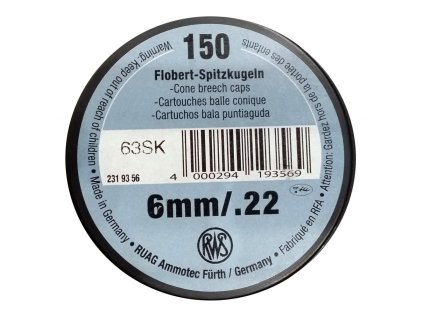 150
Flobert-Spitzkugeln
-Cone breech caps
-Cartouches balle conique
-Cartuchos bala puntiaguda
63SK
231 93 56
4 000294 193569
6mm/.22
RWS
Warning: Keep out of reach of children • Made in Germany • RUAG Ammotec Fürth / Germany • Fabriqué en RFA • Attention: Gardez hors de la portée des enfants